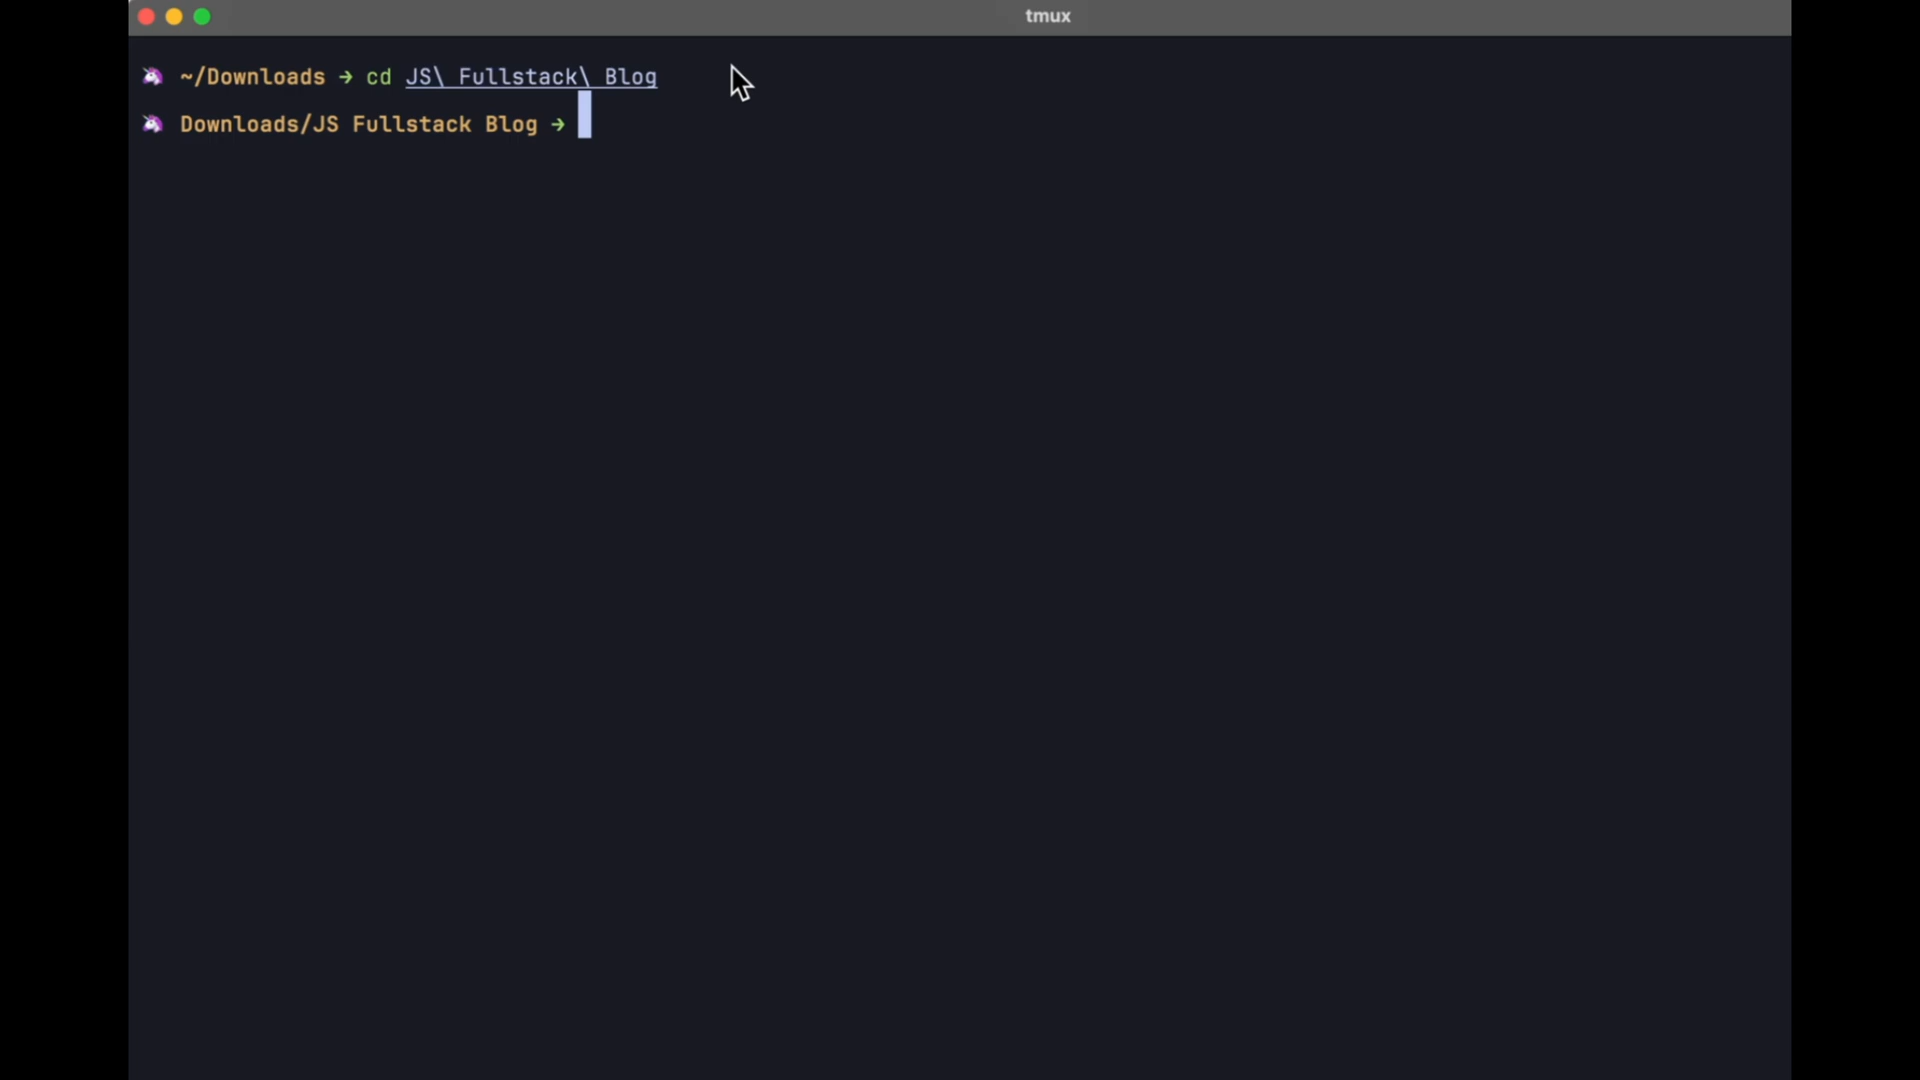 tmux
🦄 ~/Downloads → cd JS\ Fullstack\ Blog
🦄 Downloads/JS Fullstack Blog →